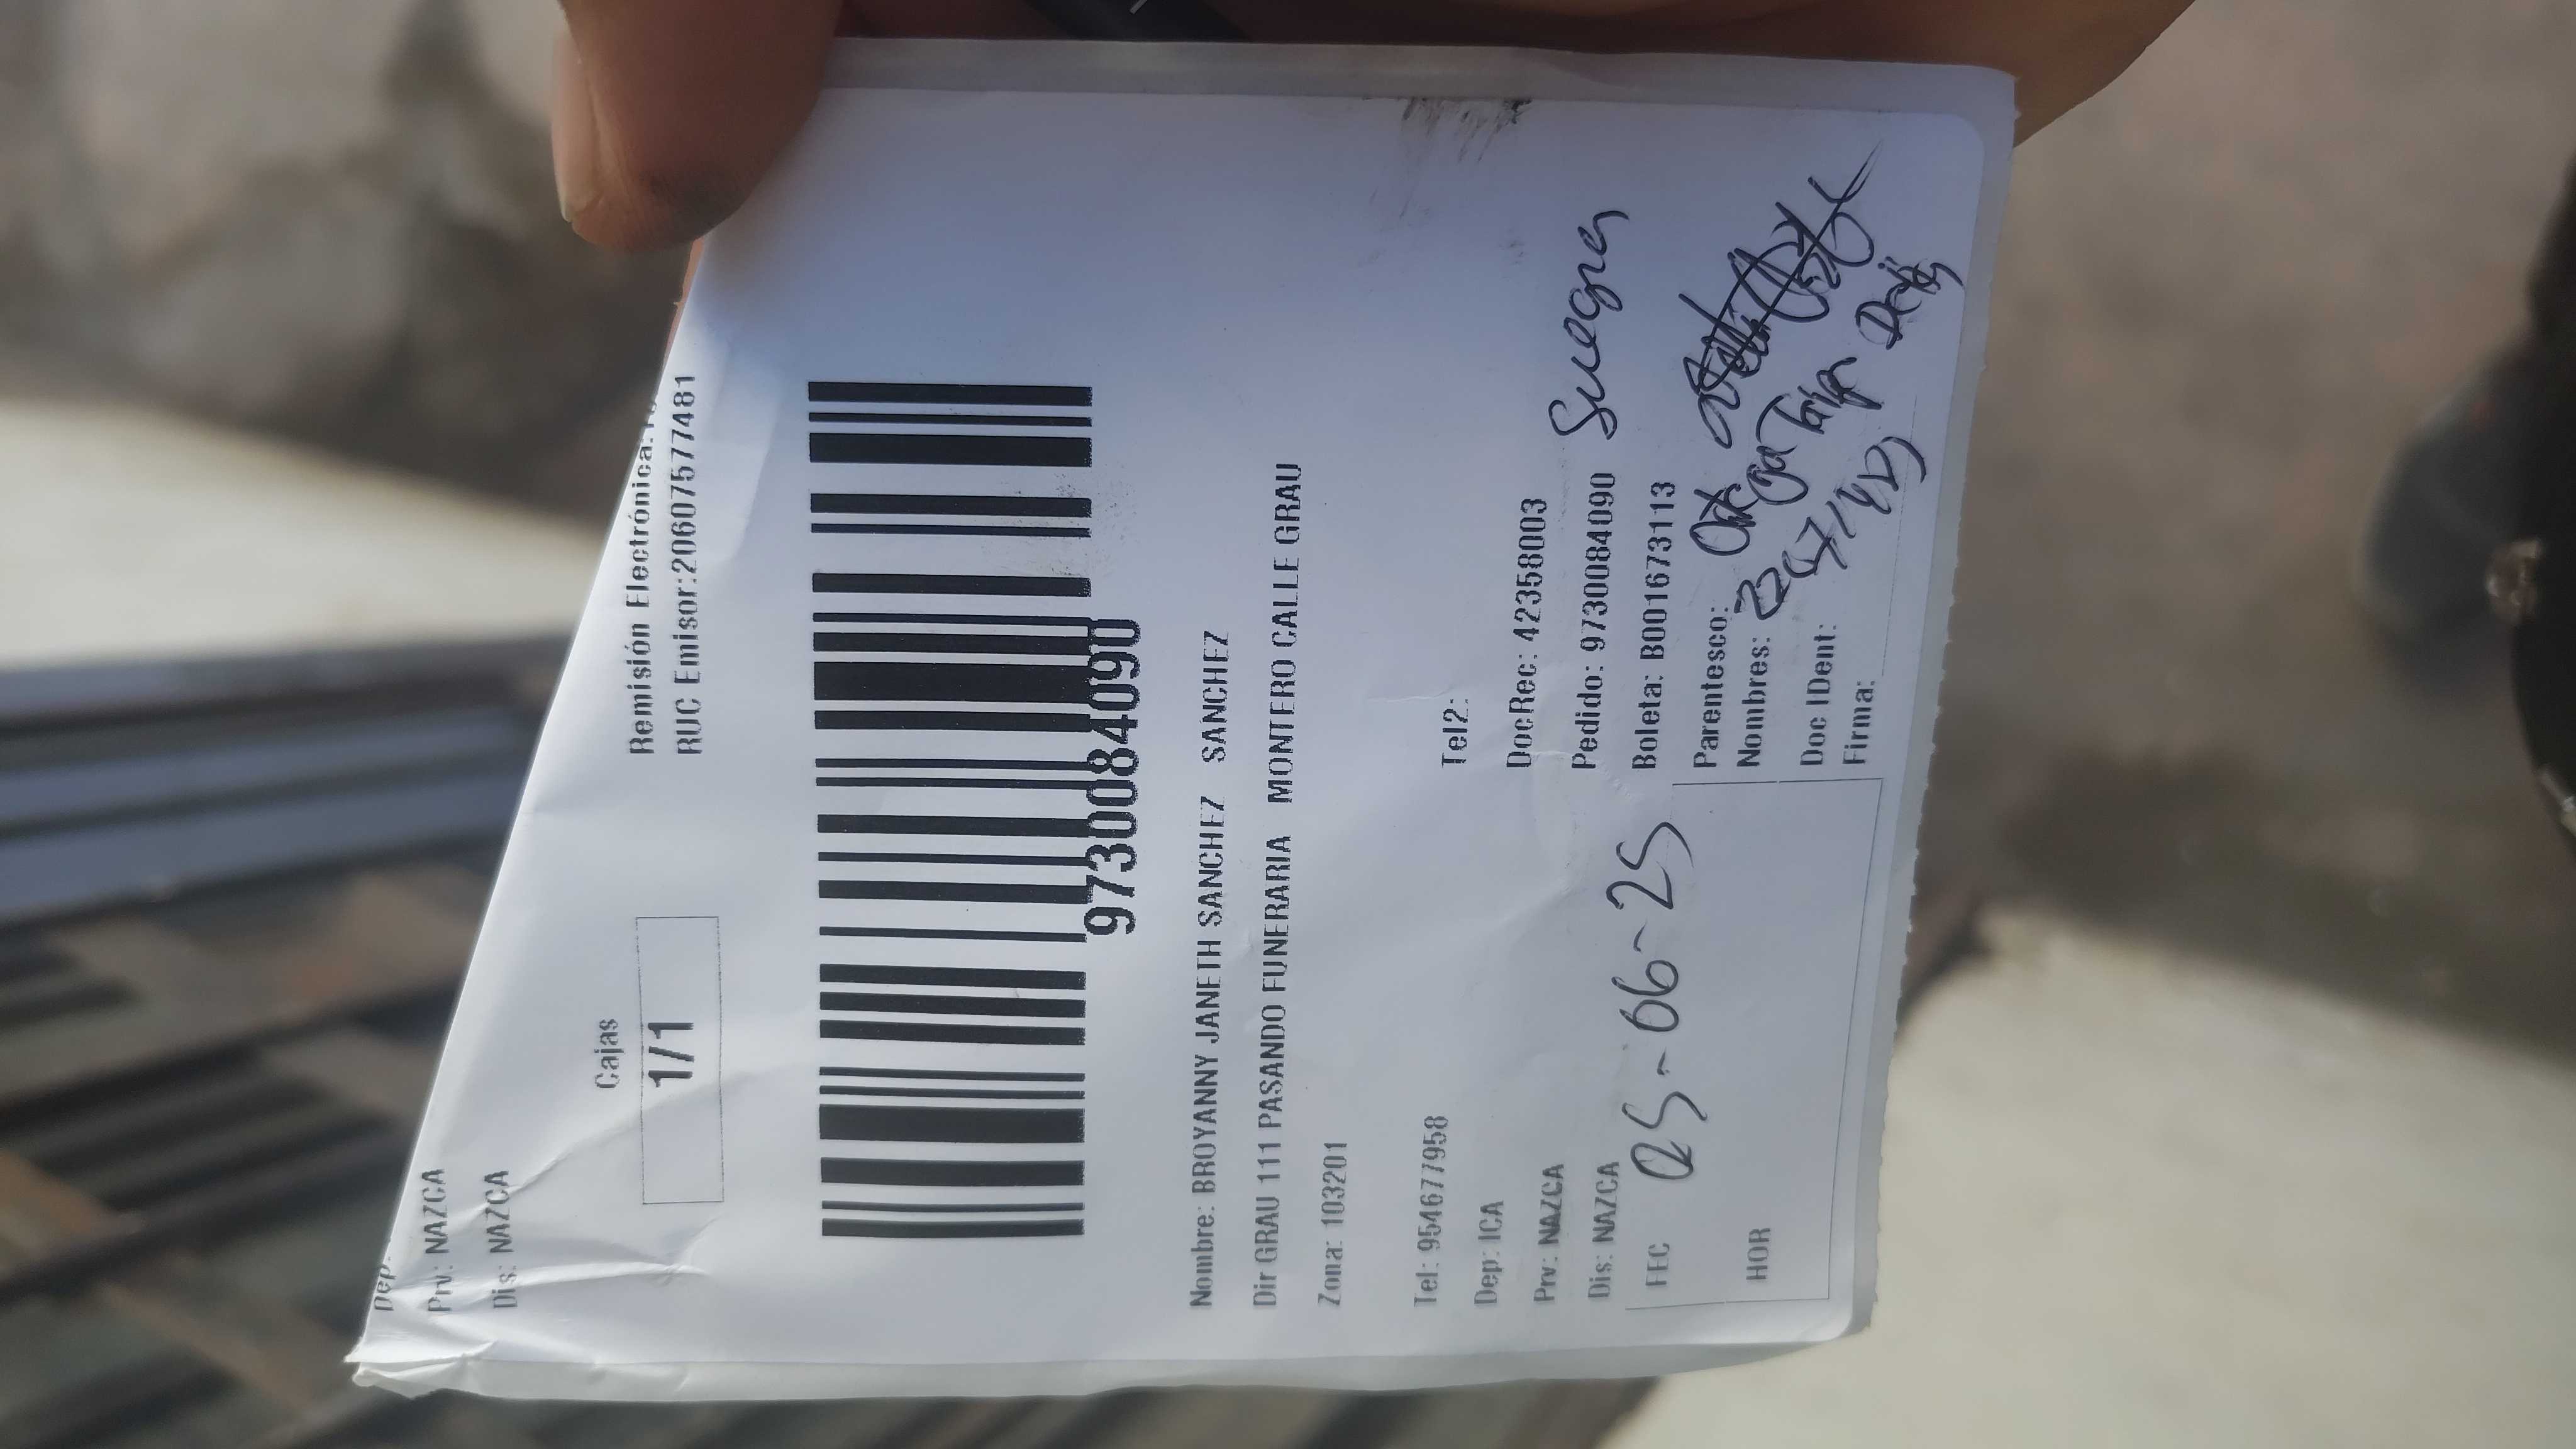 Prv: NAZCA
Dis: NAZCA
Remisión Electrónica:
RUC Emisor:20607577481
Cajas
1/1
9730084090
Nombre: BROYANNY JANETH SANCHEZ SANCHEZ
Dir GRAU 111 PASANDO FUNERARIA MONTERO CALLE GRAU
Zona: 103201
Tel: 954677958 Tel2:
Dep: ICA DocRec: 42358003
Prv: NAZCA Pedido: 9730084090 Suegra
Dis: NAZCA Boleta: B001673113
FEC 05-06-25
HOR
Parentesco:
Nombres:
Doc IDent:
Firma: